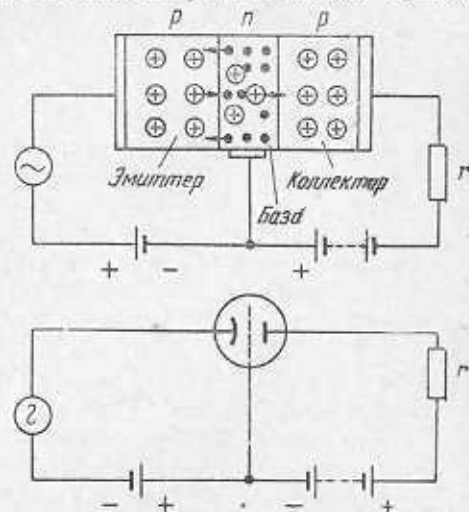 p n p
Эмиттер
Коллектор
База
r
+ - +
r
- + - +